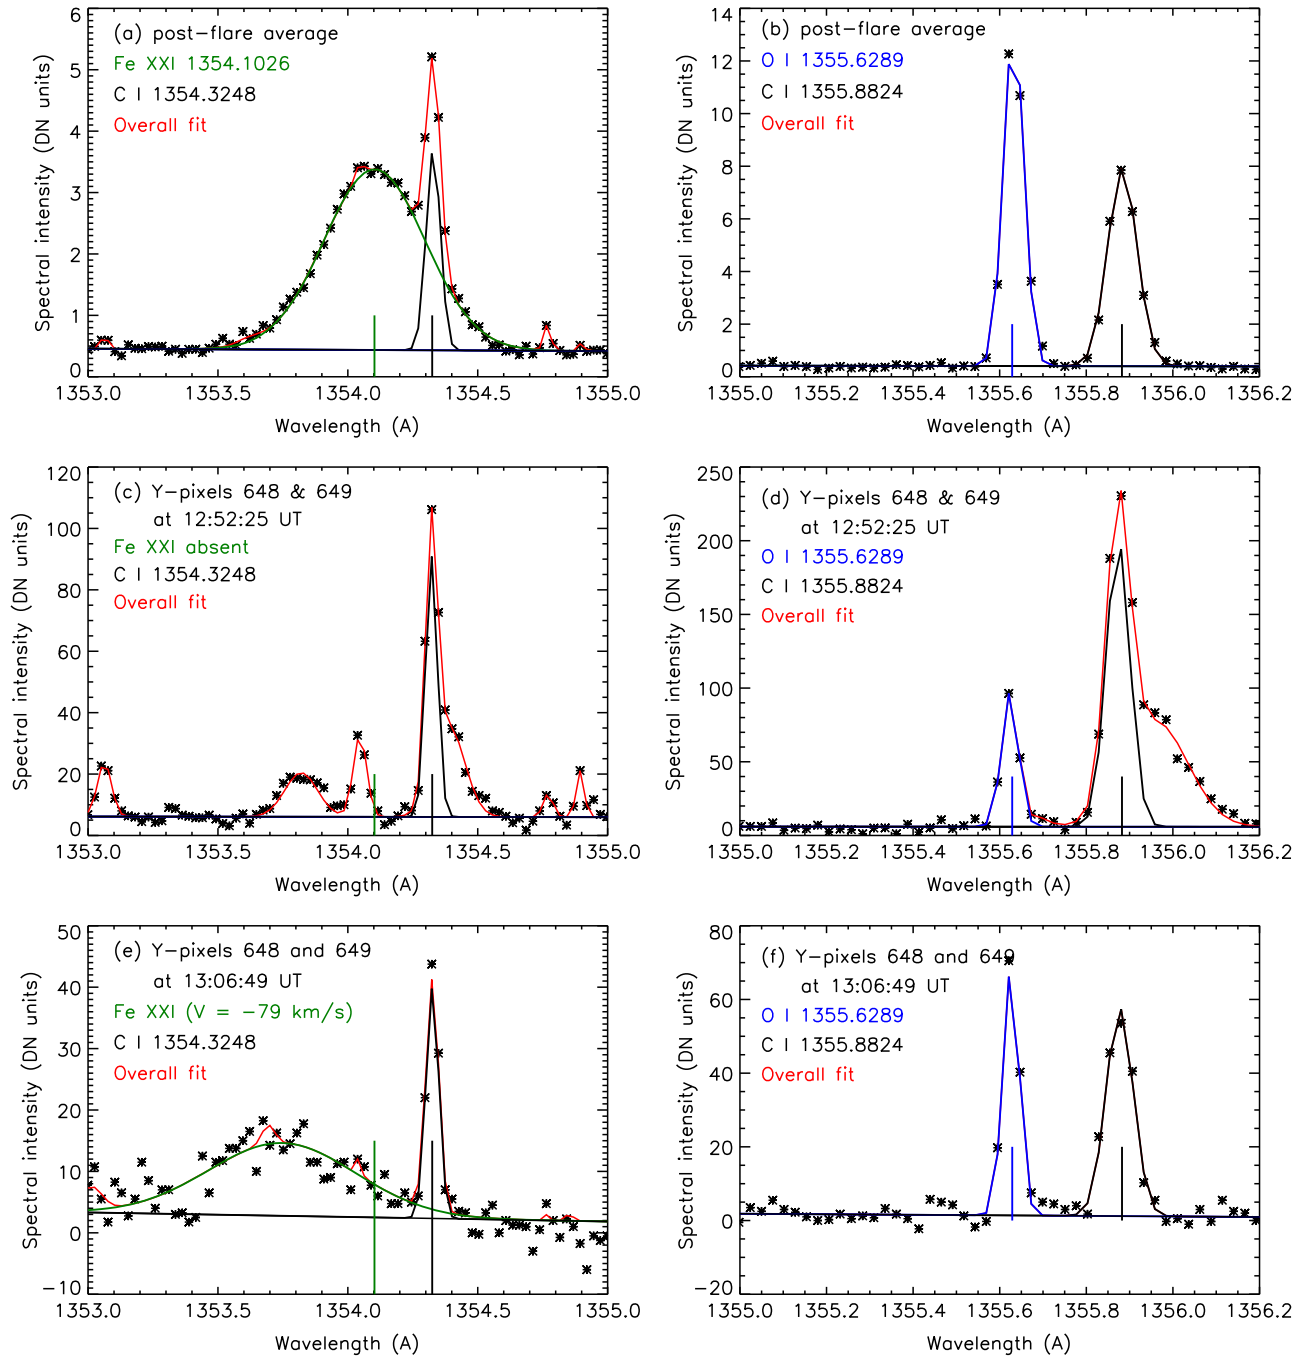 (a) post-flare average
Fe XXI 1354.1026
C I 1354.3248
Overall fit
Spectral intensity (DN units)
6
5
4
3
2
1
0
1353.0 1353.5 1354.0 1354.5 1355.0
Wavelength (A)
(b) post-flare average
O I 1355.6289
C I 1355.8824
Overall fit
Spectral intensity (DN units)
14
12
10
8
6
4
2
0
1355.0 1355.2 1355.4 1355.6 1355.8 1356.0 1356.2
Wavelength (A)
(c) Y-pixels 648 & 649
at 12:52:25 UT
Fe XXI absent
C I 1354.3248
Overall fit
Spectral intensity (DN units)
120
100
80
60
40
20
0
1353.0 1353.5 1354.0 1354.5 1355.0
Wavelength (A)
(d) Y-pixels 648 & 649
at 12:52:25 UT
O I 1355.6289
C I 1355.8824
Overall fit
Spectral intensity (DN units)
250
200
150
100
50
0
1355.0 1355.2 1355.4 1355.6 1355.8 1356.0 1356.2
Wavelength (A)
(e) Y-pixels 648 and 649
at 13:06:49 UT
Fe XXI (V = -79 km/s)
C I 1354.3248
Overall fit
Spectral intensity (DN units)
50
40
30
20
10
0
-10
1353.0 1353.5 1354.0 1354.5 1355.0
Wavelength (A)
(f) Y-pixels 648 and 649
at 13:06:49 UT
O I 1355.6289
C I 1355.8824
Overall fit
Spectral intensity (DN units)
80
60
40
20
0
-20
1355.0 1355.2 1355.4 1355.6 1355.8 1356.0 1356.2
Wavelength (A)